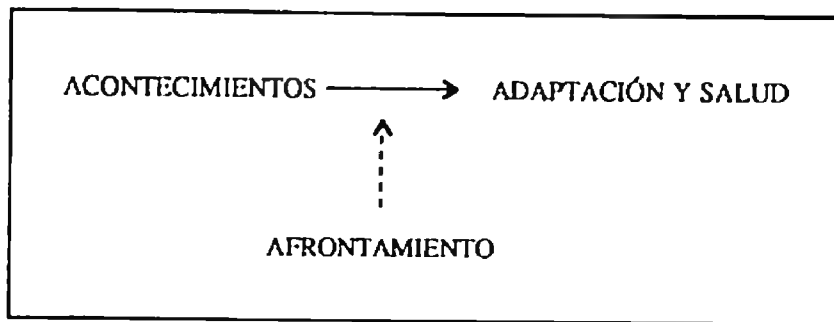 ACONTECIMIENTOS ADAPTACIÓN Y SALUD
AFRONTAMIENTO